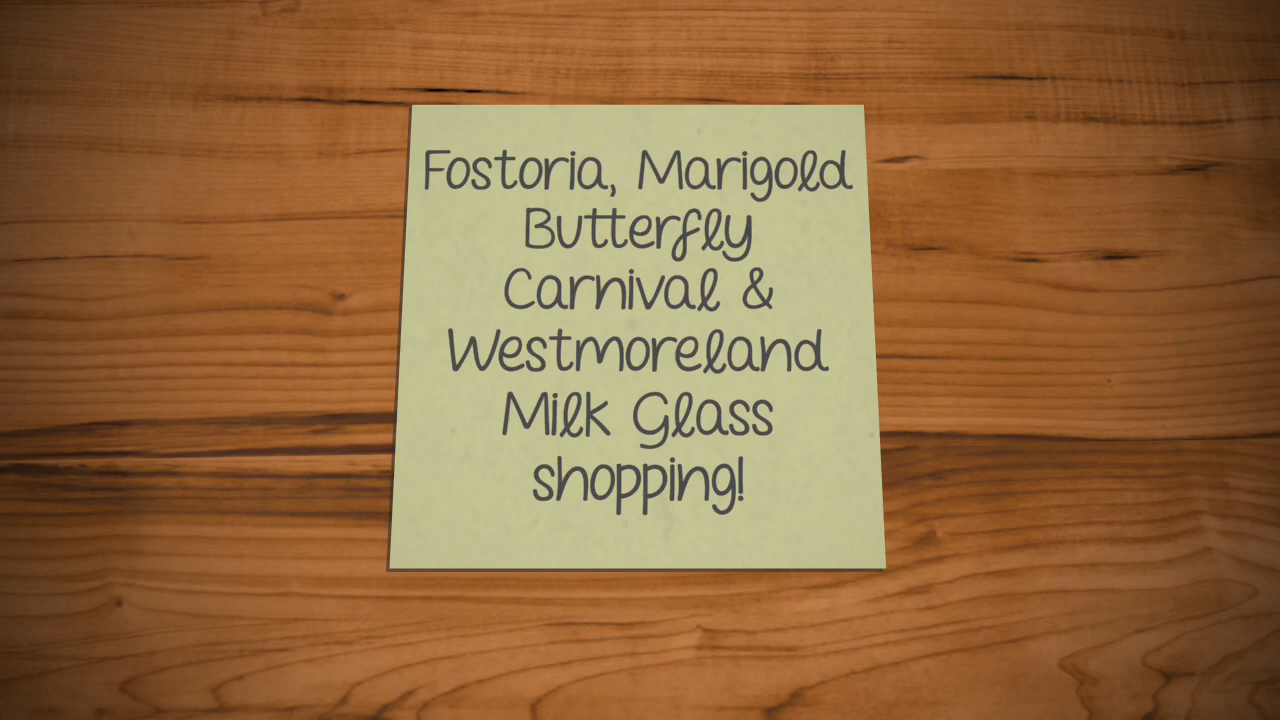 Fostoria, Marigold
Butterfly
Carnival &
Westmoreland
Milk Glass
shopping!